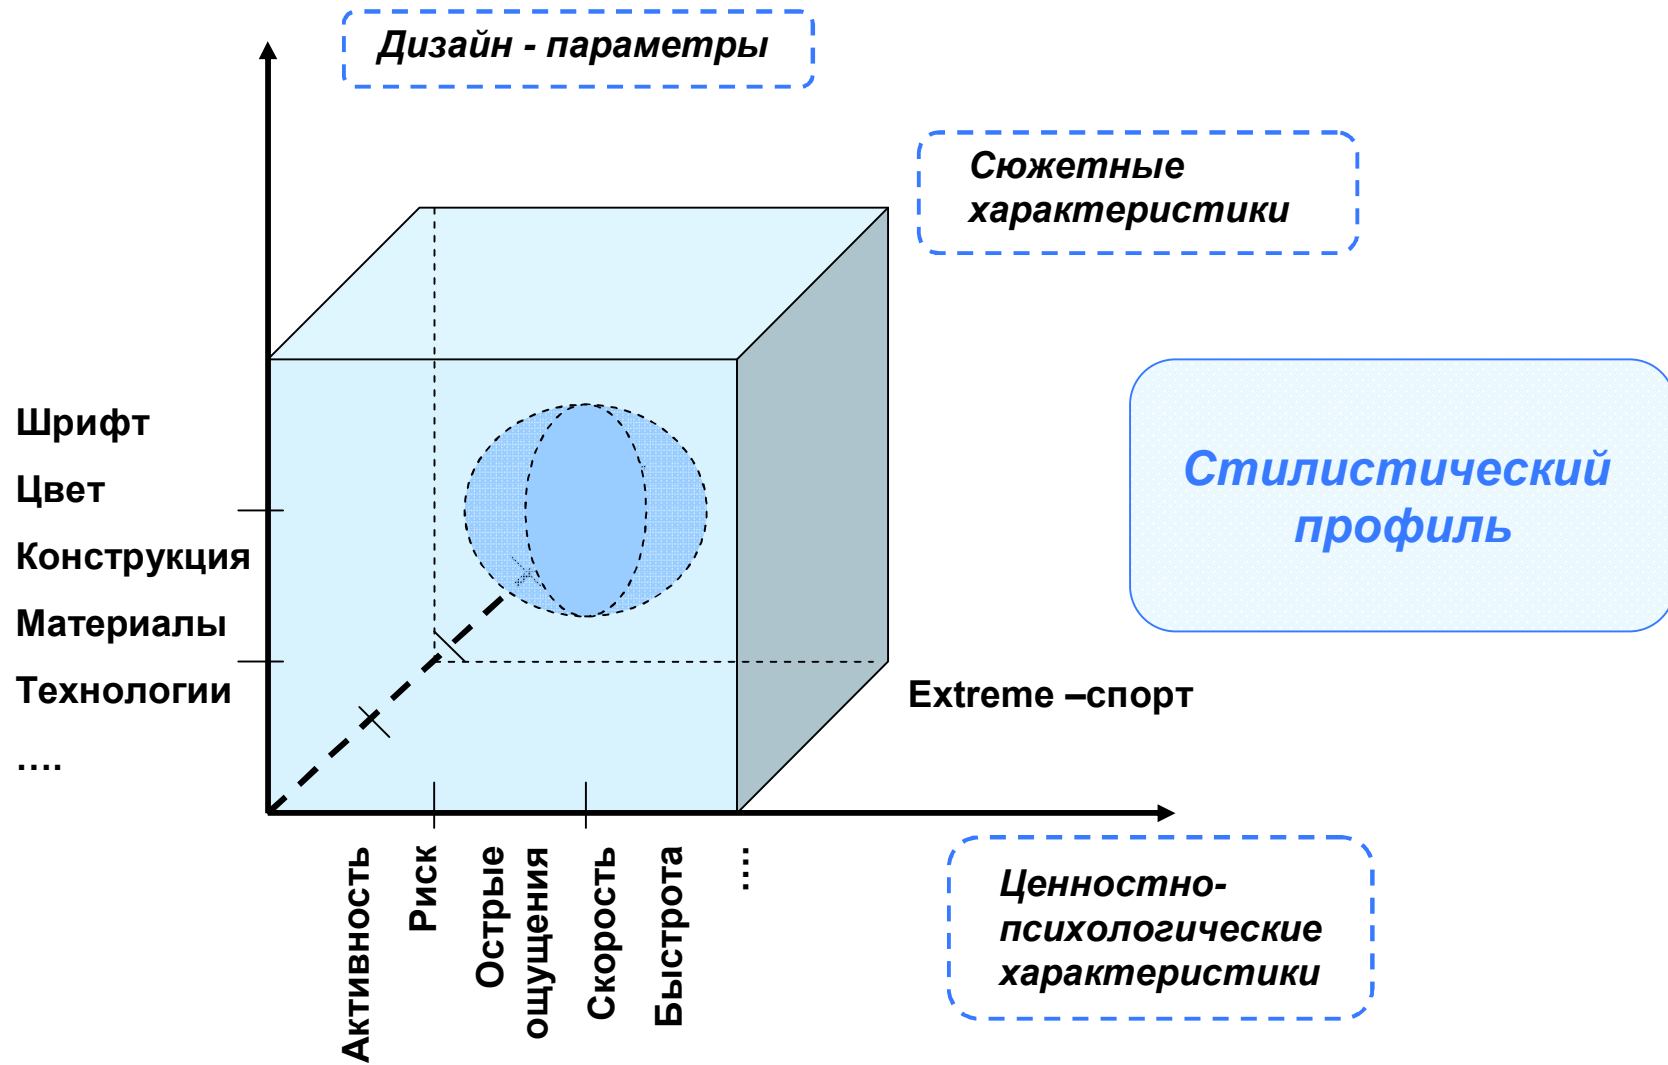 Дизайн - параметры
Сюжетные
характеристики
Шрифт
Цвет
Конструкция
Материалы
Технологии
....
Стилистический
профиль
Extreme –спорт
Активность
Риск
Острые
ощущения
Скорость
Быстрота
....
Ценностно-
психологические
характеристики